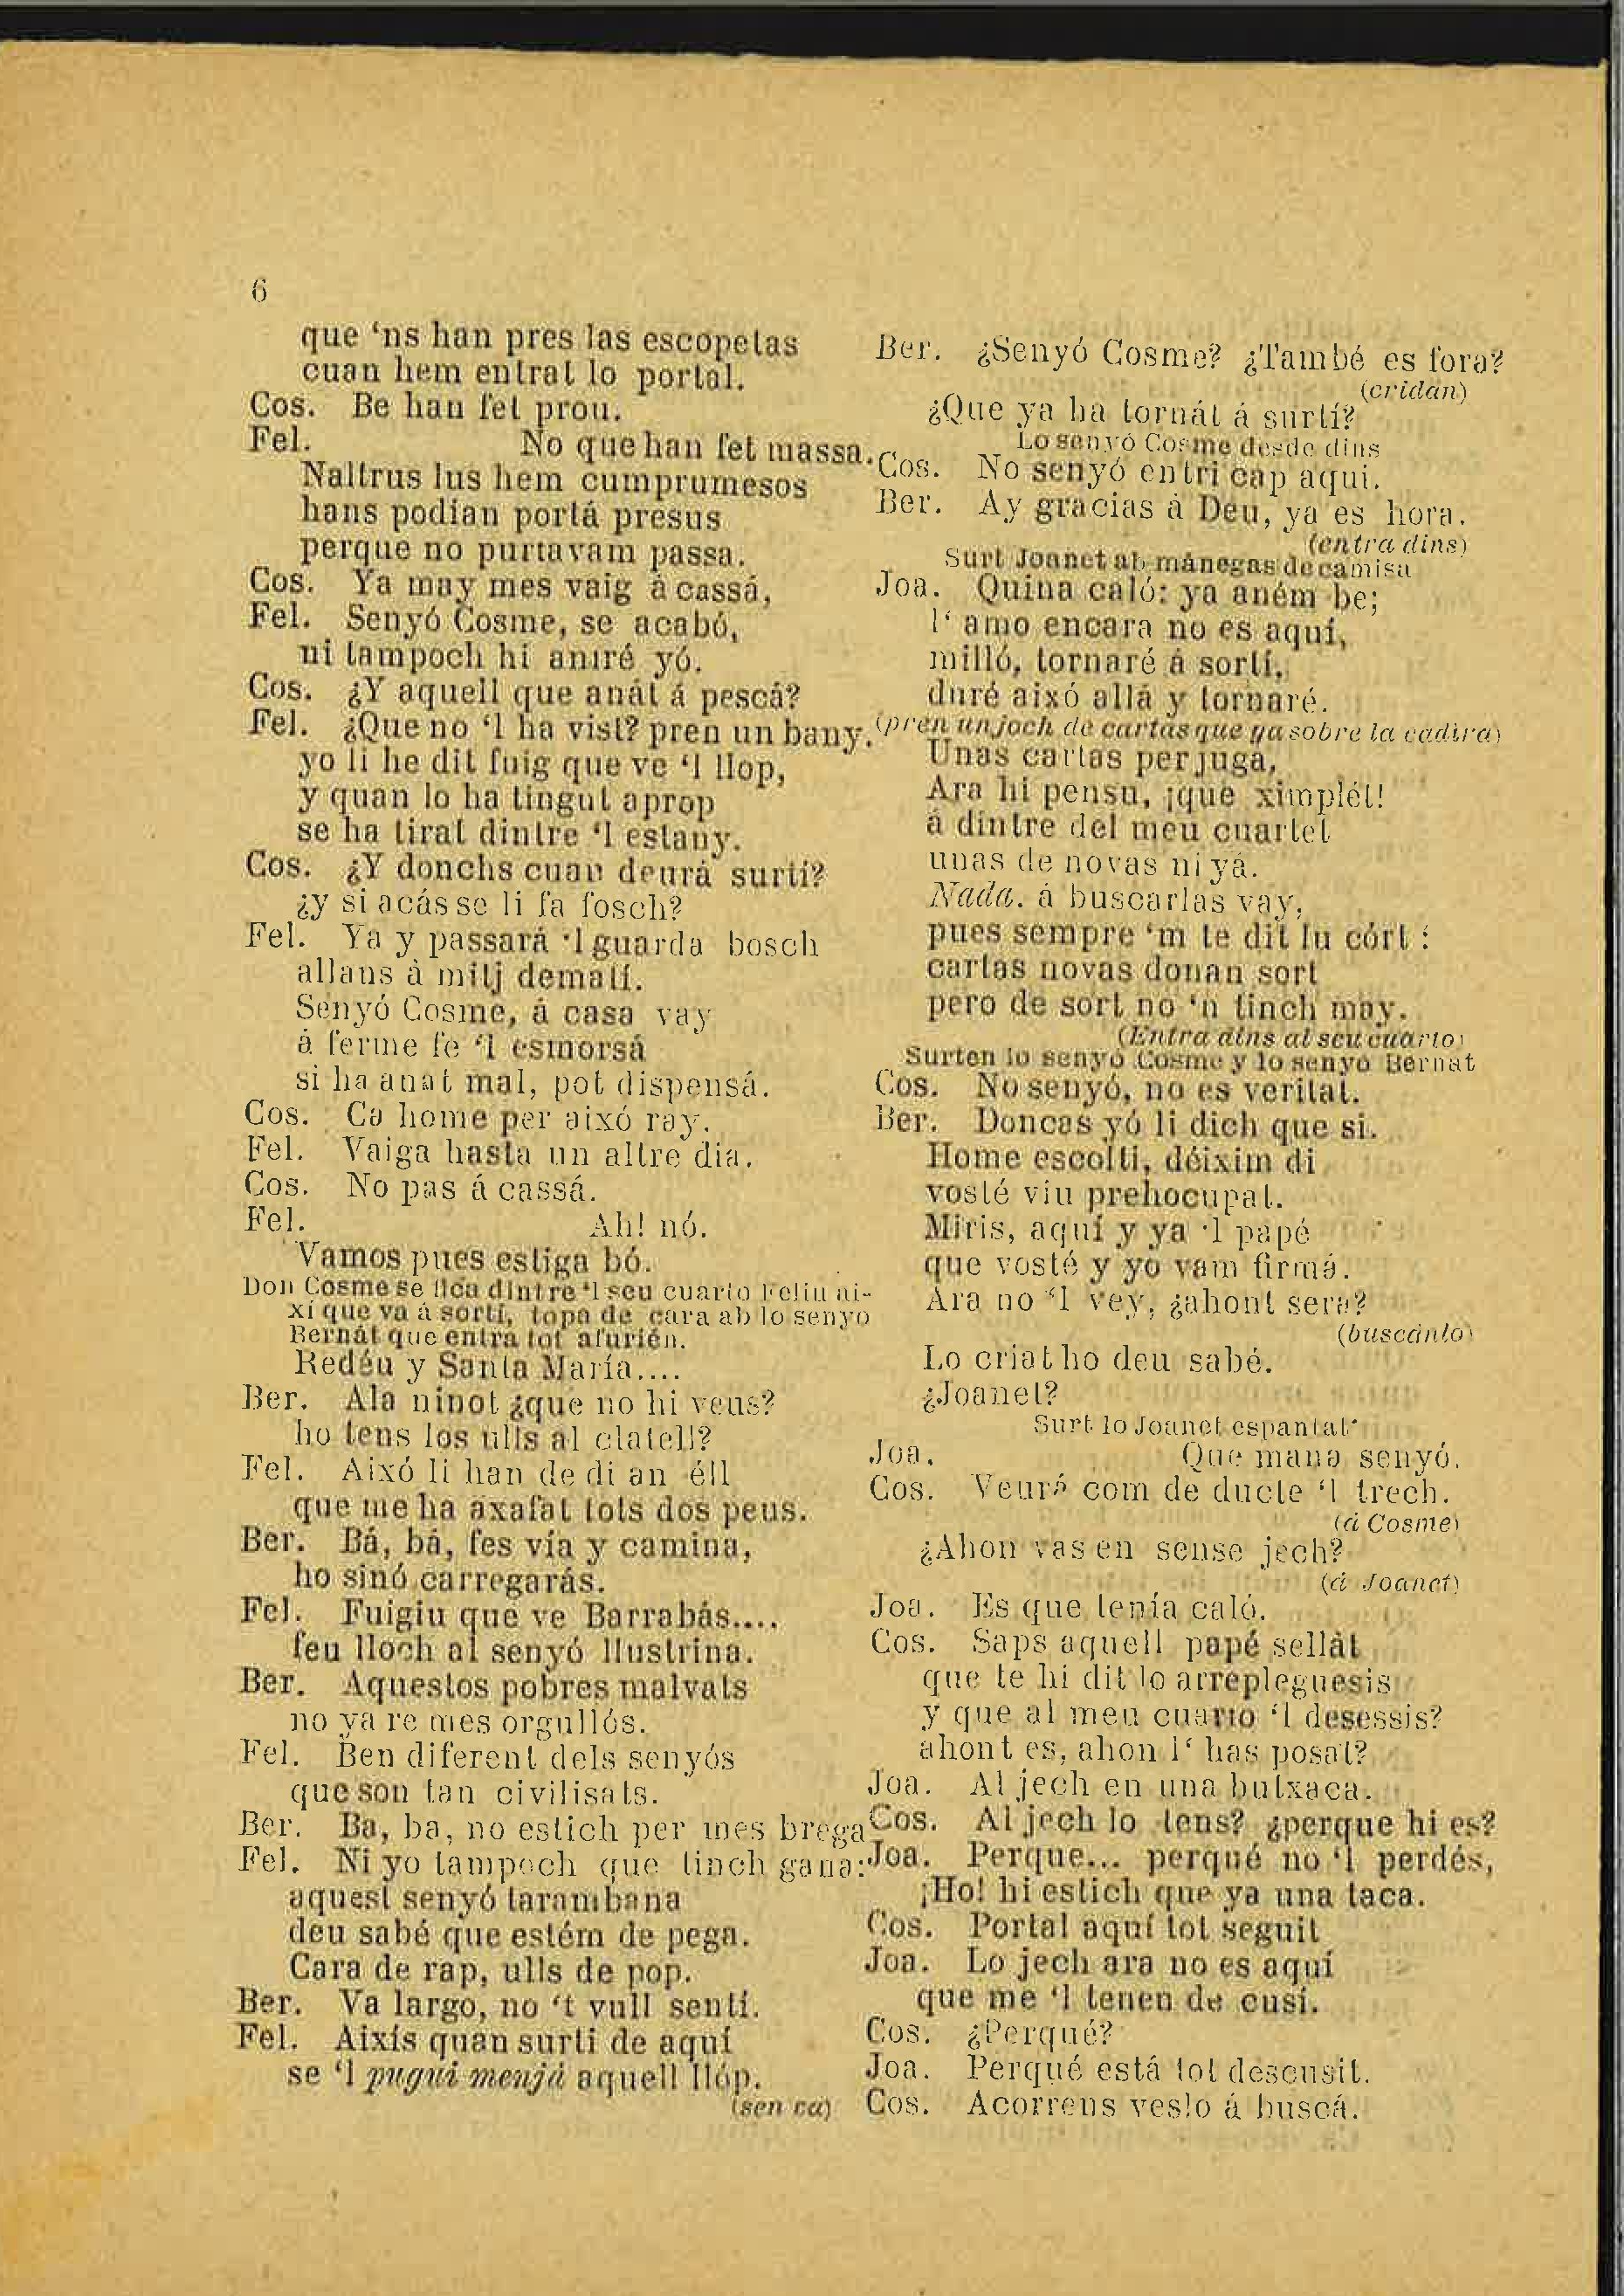 6
que ‘ns han pres las escopetas
cuan hem entrat lo portal.
Cos. Be han fet prou.
Fel. No que han fet massa.
Naltrus lus hem cumprumesos
hans podian portá presus
perque no purtavam passa.
Cos. Ya may mes vaig á cassá,
Fel. Senyó Cosme, se acabó,
ni tampoch hi aniré yó.
Cos. ¿Y aquell que anát á pescá?
Fel. ¿Que no ‘l ha vist? pren un bany.
yo li he dit fuig que ve ‘l llop,
y quan lo ha tingut aprop
se ha tirat dintre ‘l estany.
Cos. ¿Y donchs cuan deurá surtí?
¿y si acás se li fa fosch?
Fel. Ya y passará ‘l guarda bosch
allaus á mitj dematí.
Senyó Cosme, á casa vay
á ferme fe ‘l esmorsá
si ha anat mal, pot dispensá.
Cos. Ca home per aixó ray.
Fel. Vaiga hasta un altre dia.
Cos. No pas á cassá.
Fel. Ah! nó.
Vamos pues estiga bó.
Don Cosme se fica dintre ‘l seu cuarto Feliu ai-
xí que va á sortí, topa de cara ab lo senyo
Bernát que entra tot afurién.
Redéu y Santa María....
Ber. Ala ninot ¿que no hi veus?
ho tens los ulls al clatell?
Fel. Aixó li han de di an éll
que me ha axafat tots dos peus.
Ber. Bá, bá, fes vía y camina,
ho sinó carregarás.
Fel. Fuigiu que ve Barrabás....
feu lloch al senyó llustrina.
Ber. Aquestos pobres malvats
no ya re mes orgullós.
Fel. Ben diferent dels senyós
que son tan civilisats.
Ber. Ba, ba, no estich per mes brega
Fel. Ni yo tampoch que tinch gana:
aquest senyó tarambana
deu sabé que estém de pega.
Cara de rap, ulls de pop.
Ber. Va largo, no ‘t vull sentí.
Fel. Aixís quan surti de aquí
se ‘l pugui menjá aquell llóp.
(sen va)
Ber. ¿Senyó Cosme? ¿També es fora?
(cridan)
¿Que ya ha tornát á surtí?
Lo senyó Cosme desde dins
Cos. No senyó entri cap aqui.
Ber. Ay gracias á Deu, ya es hora.
(entra dins)
Surt Joanet ab mánegas de camisa
Joa. Quina caló: ya aném be;
l‘ amo encara no es aquí,
milló, tornaré á sortí,
duré aixó allá y tornaré.
(pren un joch de cartas que ya sobre la cadira)
Unas cartas per juga,
Ara hi pensu, ¡que ximplét!
á dintre del meu cuartet
unas de novas ni yá.
Nada. á buscarlas vay,
pues sempre ‘m te dit lu córt:
cartas novas donan sort
pero de sort no ‘n tinch may.
(Entra dins al seu cuarto)
Surten lo senyó Cosme y lo senyó Bernat
Cos. No senyó, no es veritat.
Ber. Doncas yó li dich que si.
Home escolti, déixim di
vosté viu prehocupat.
Miris, aquí y ya ‘l papé
que vosté y yo vam firmá.
Ara no ‘l vey, ¿ahont sera?
(buscánlo)
Lo criat ho deu sabé.
¿Joanet?
Surt lo Joanet espantat
Joa. Que mana senyó.
Cos. Veurá com de ducte ‘l trech.
(á Cosme)
¿Ahon vas en sense jech?
(á Joanet)
Joa. Es que tenía caló.
Cos. Saps aquell papé sellát
que te hi dit lo arrepleguesis
y que al meu cuarto ‘l desessis?
ahont es, ahon l‘ has posat?
Joa. Al jech en una butxaca.
Cos. Al jech lo tens? ¿perque hi es?
Joa. Perque... perqué no ‘l perdés,
¡Ho! hi estich que ya una taca.
Cos. Portal aquí tot seguit
Joa. Lo jech ara no es aquí
que me ‘l tenen de cusí.
Cos. ¿Perqué?
Joa. Perqué está tot descusit.
Cos. Acorrens veslo á buscá.